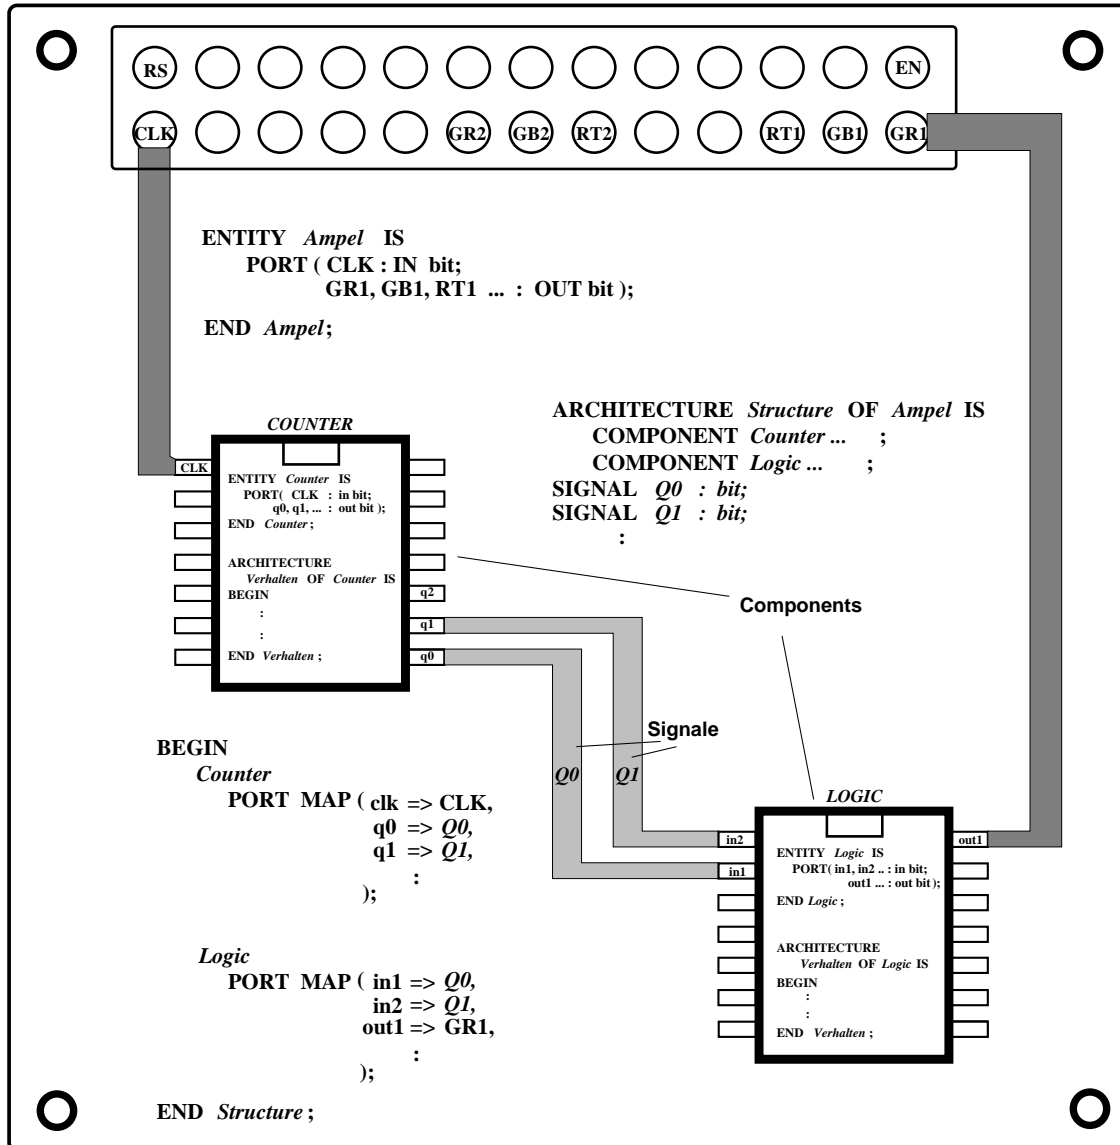 RS EN
CLK GR2 GB2 RT2 RT1 GB1 GR1
ENTITY Ampel IS
PORT ( CLK : IN bit;
GR1, GB1, RT1 ... : OUT bit );
END Ampel;
ARCHITECTURE Structure OF Ampel IS
COMPONENT Counter ... ;
COMPONENT Logic ... ;
SIGNAL Q0 : bit;
SIGNAL Q1 : bit;
:
COUNTER
CLK
ENTITY Counter IS
PORT( CLK : in bit;
q0, q1, ... : out bit );
END Counter ;
ARCHITECTURE
Verhalten OF Counter IS
BEGIN
:
:
END Verhalten ;
q2
q1
q0
Components
Signale
Q0 Q1
BEGIN
Counter
PORT MAP ( clk => CLK,
q0 => Q0,
q1 => Q1,
:
);
Logic
PORT MAP ( in1 => Q0,
in2 => Q1,
out1 => GR1,
:
);
END Structure ;
LOGIC
in2
in1
out1
ENTITY Logic IS
PORT( in1, in2 .. : in bit;
out1 ... : out bit );
END Logic ;
ARCHITECTURE
Verhalten OF Logic IS
BEGIN
:
:
END Verhalten ;